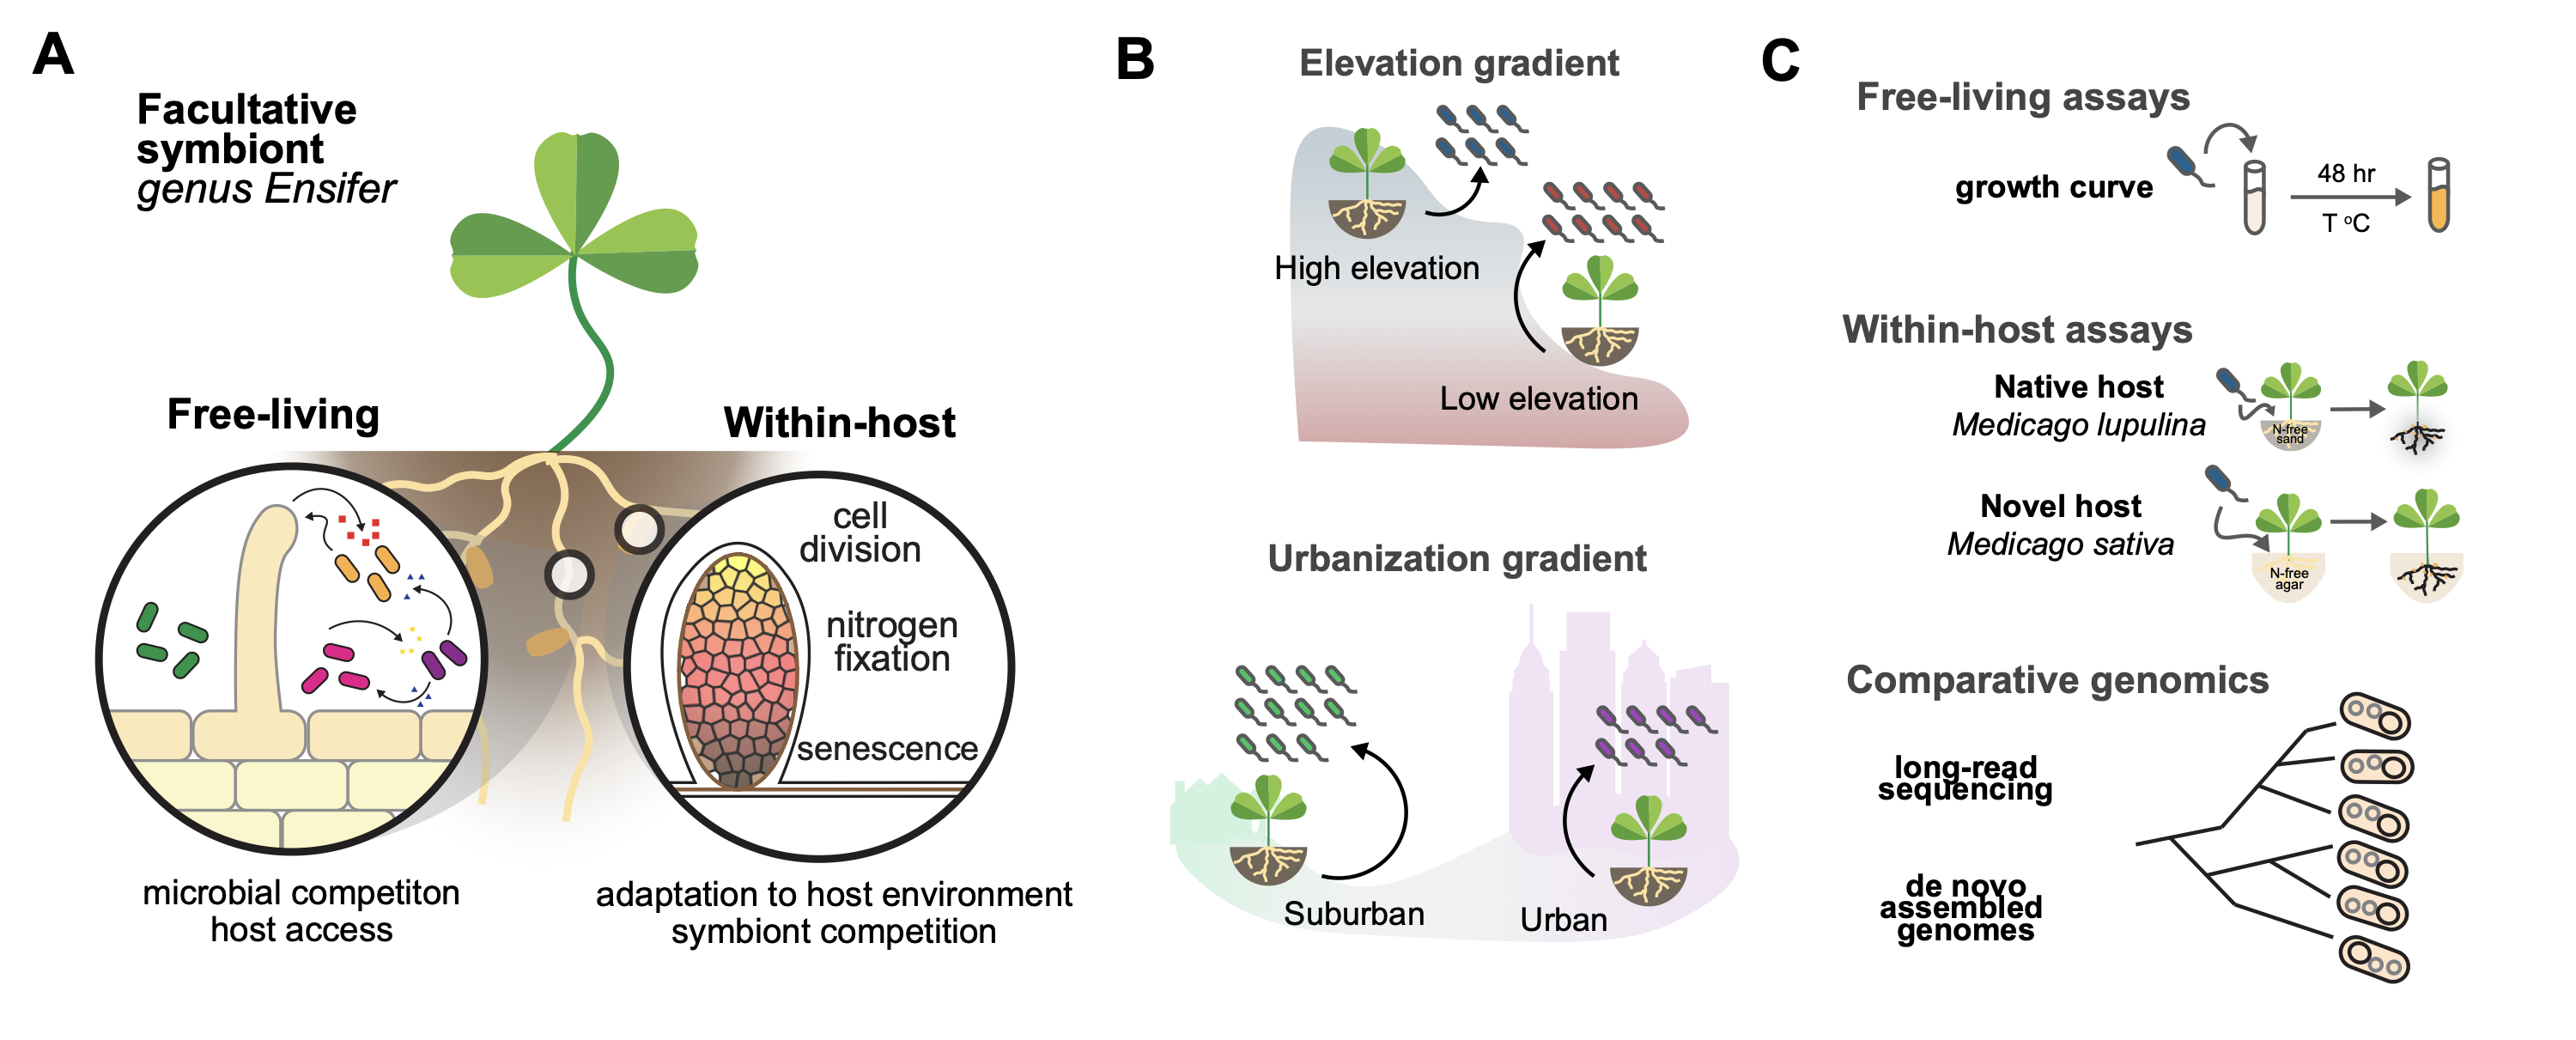 A
Facultative
symbiont
genus Ensifer
Free-living
Within-host
cell
division
nitrogen
fixation
senescence
microbial competiton
host access
adaptation to host environment
symbiont competition
B
Elevation gradient
High elevation
Low elevation
Urbanization gradient
Suburban
Urban
C
Free-living assays
growth curve
48 hr
T °C
Within-host assays
Native host
Medicago lupulina
N-free
sand
Novel host
Medicago sativa
N-free
agar
Comparative genomics
long-read
sequencing
de novo
assembled
genomes